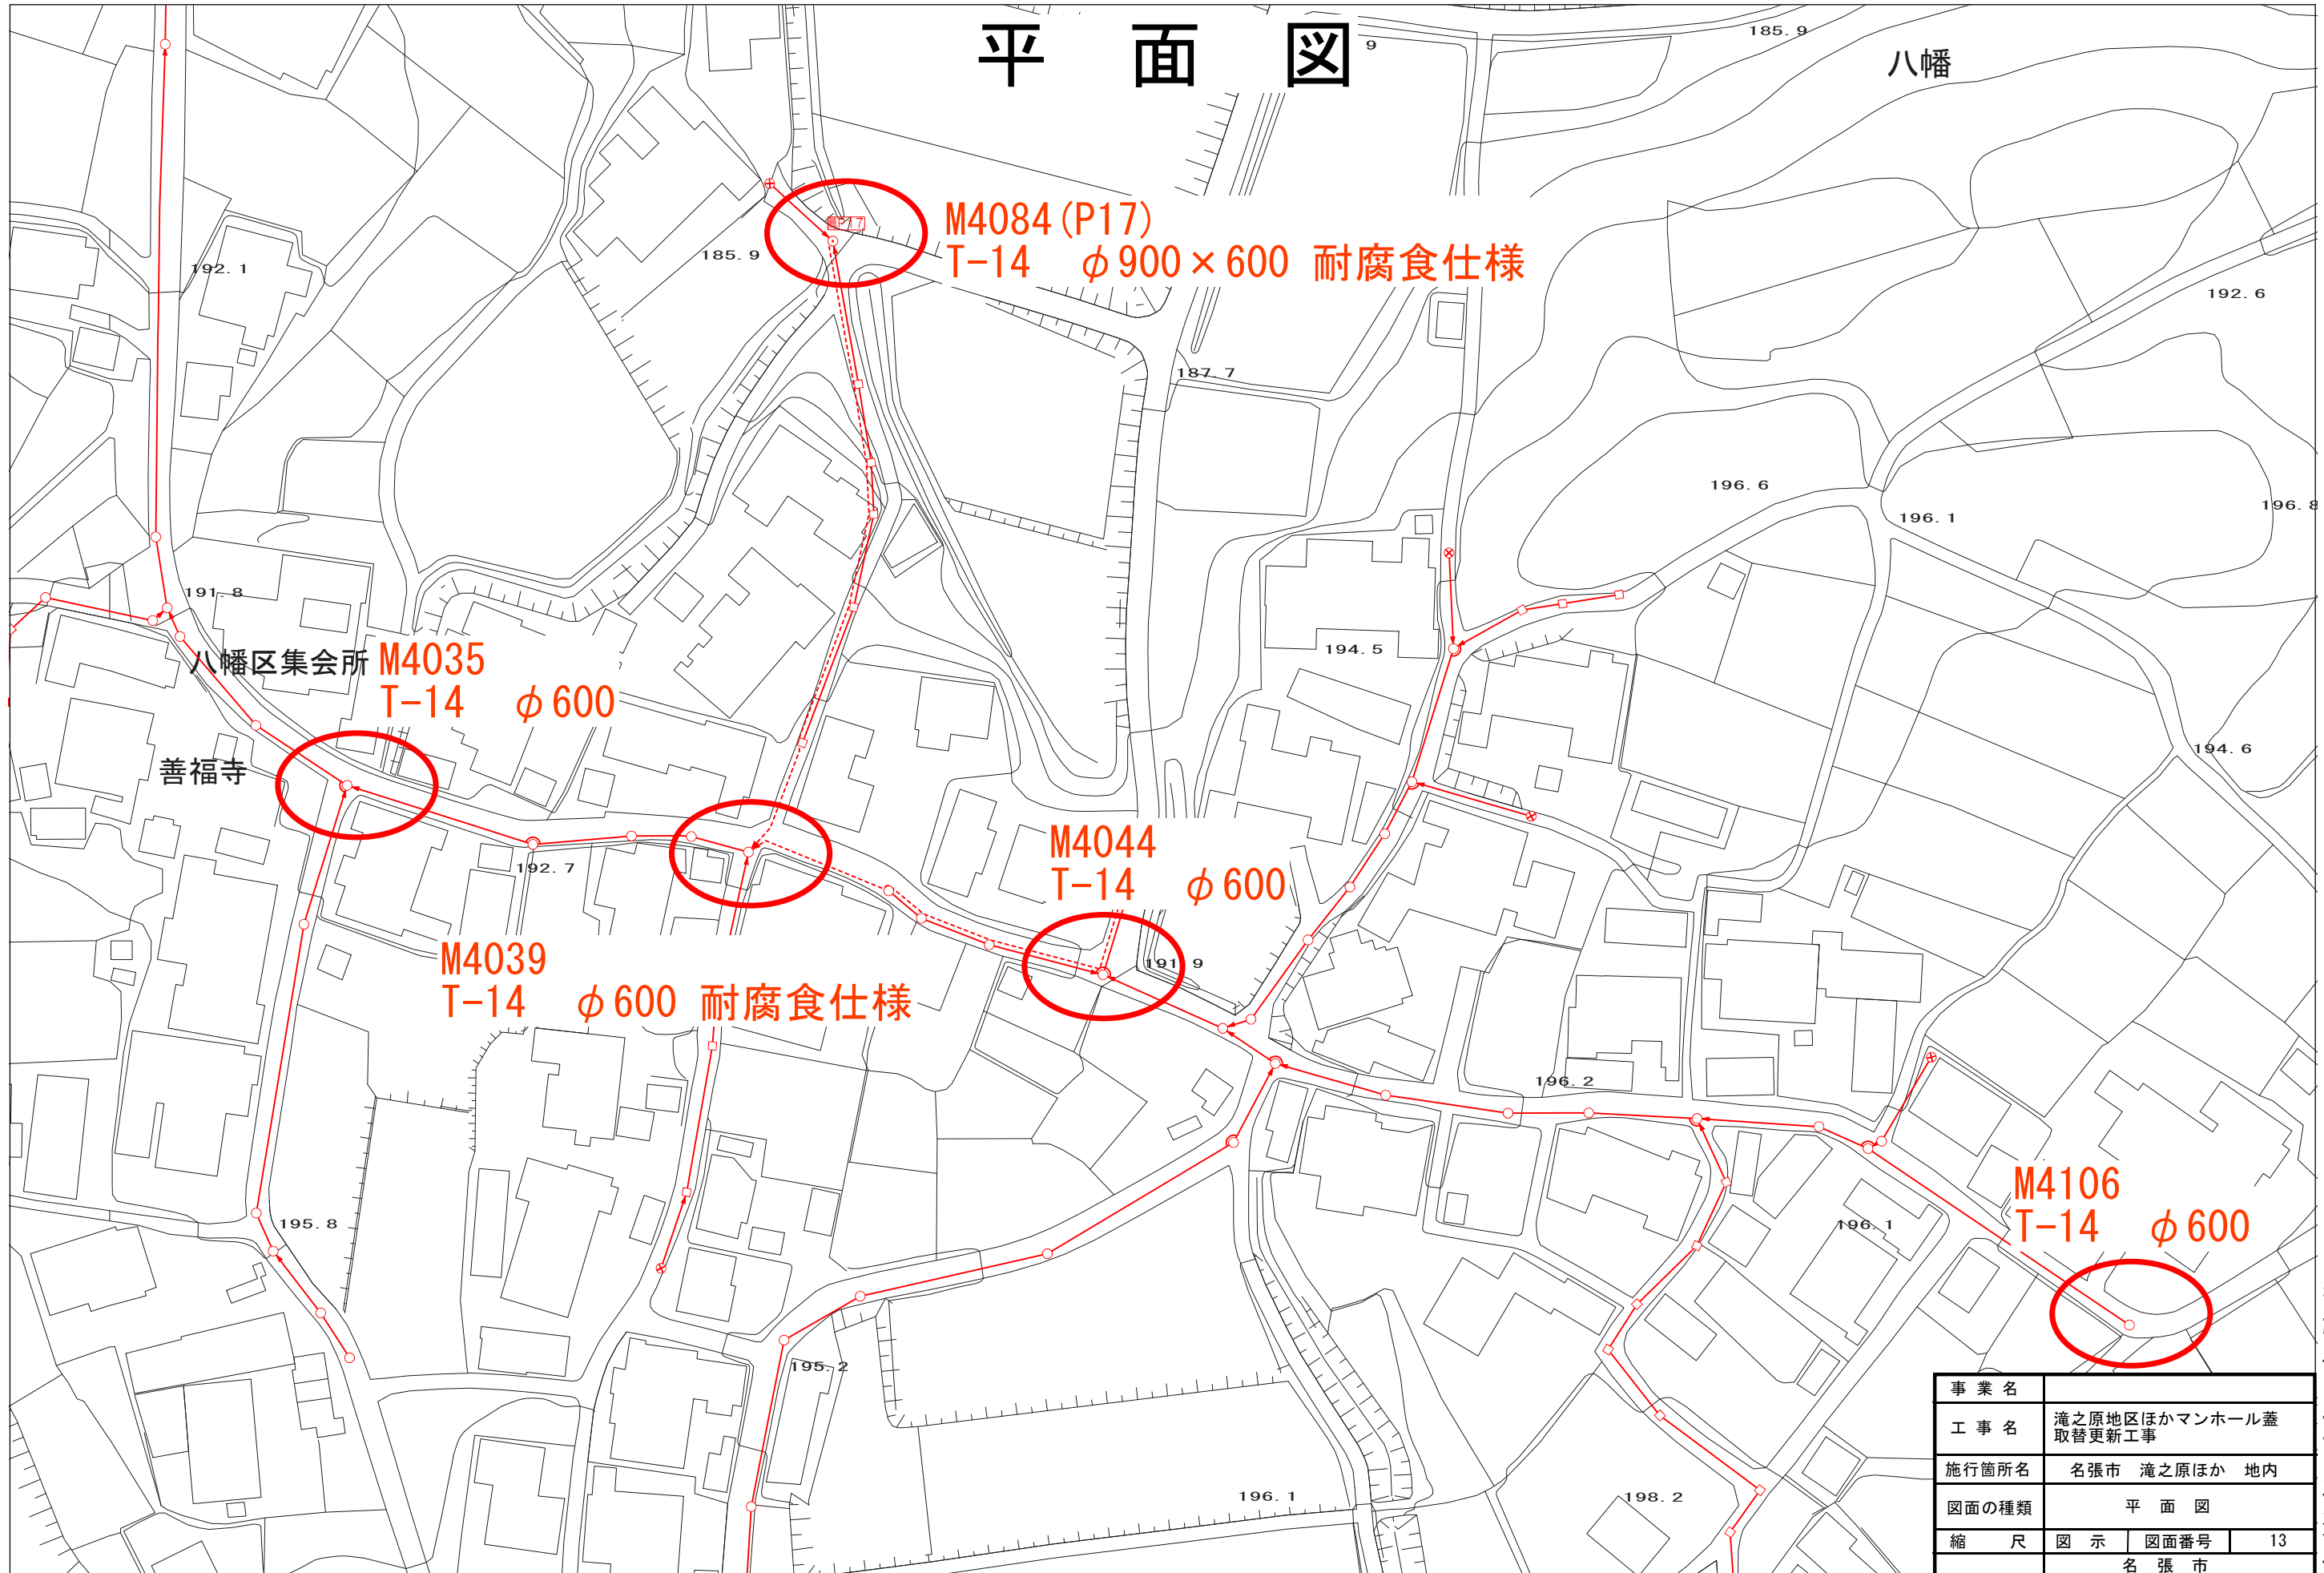 平 面 図
9
185.9
八幡
M4084(P17)
T-14 φ900×600 耐腐食仕様
185.9
192.1
192.6
187.7
196.6
196.8
196.1
191.8
194.5
八幡区集会所
M4035
T-14 φ600
194.6
善福寺
192.7
M4044
T-14 φ600
191.9
M4039
T-14 φ600 耐腐食仕様
196.2
M4106
T-14 φ600
195.8
196.1
195.2
196.1
198.2
事業名
工事名 滝之原地区ほかマンホール蓋
取替更新工事
施行箇所名 名張市 滝之原ほか 地内
図面の種類 平面図
縮尺 図示 図面番号 13
名張市